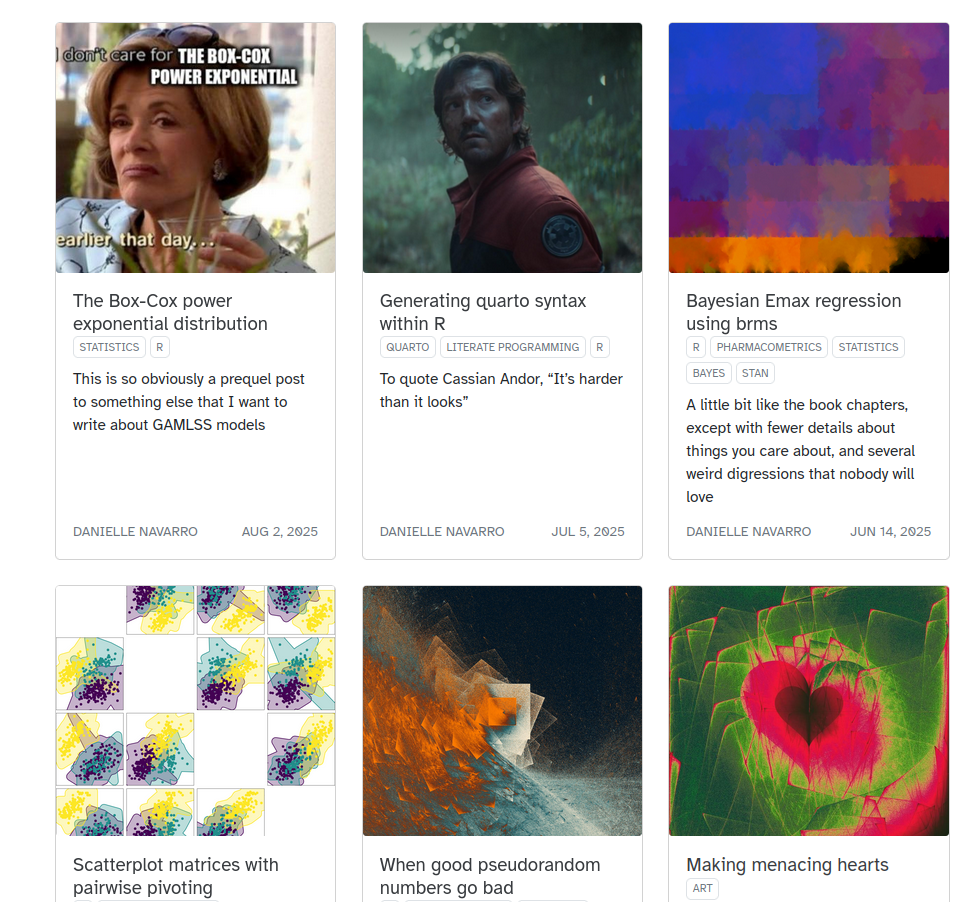 I don't care for THE BOX-COX
POWER EXPONENTIAL
earlier that day...
The Box-Cox power
exponential distribution
STATISTICS R
This is so obviously a prequel post
to something else that I want to
write about GAMLSS models
DANIELLE NAVARRO AUG 2, 2025
Generating quarto syntax
within R
QUARTO LITERATE PROGRAMMING R
To quote Cassian Andor, “It’s harder
than it looks”
DANIELLE NAVARRO JUL 5, 2025
Bayesian Emax regression
using brms
R PHARMACOMETRICS STATISTICS
BAYES STAN
A little bit like the book chapters,
except with fewer details about
things you care about, and several
weird digressions that nobody will
love
DANIELLE NAVARRO JUN 14, 2025
Scatterplot matrices with
pairwise pivoting
When good pseudorandom
numbers go bad
Making menacing hearts
ART